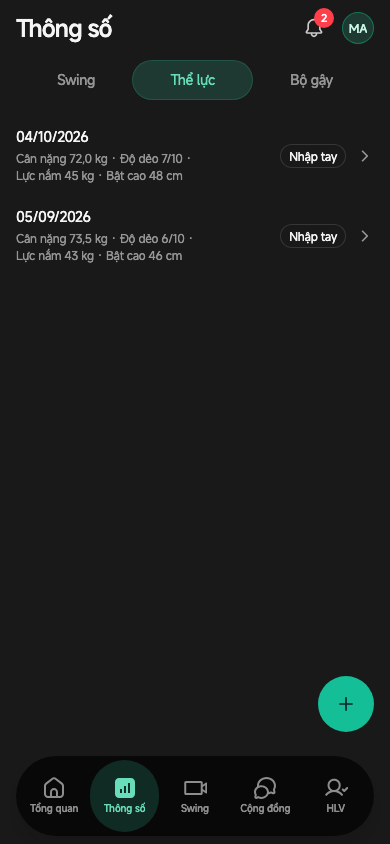 Thông số
2
MA
Swing
Thể lực
Bộ gậy
04/10/2026
Cân nặng 72,0 kg · Độ dẻo 7/10 ·
Lực nắm 45 kg · Bật cao 48 cm
Nhập tay
05/09/2026
Cân nặng 73,5 kg · Độ dẻo 6/10 ·
Lực nắm 43 kg · Bật cao 46 cm
Nhập tay
Tổng quan
Thông số
Swing
Cộng đồng
HLV